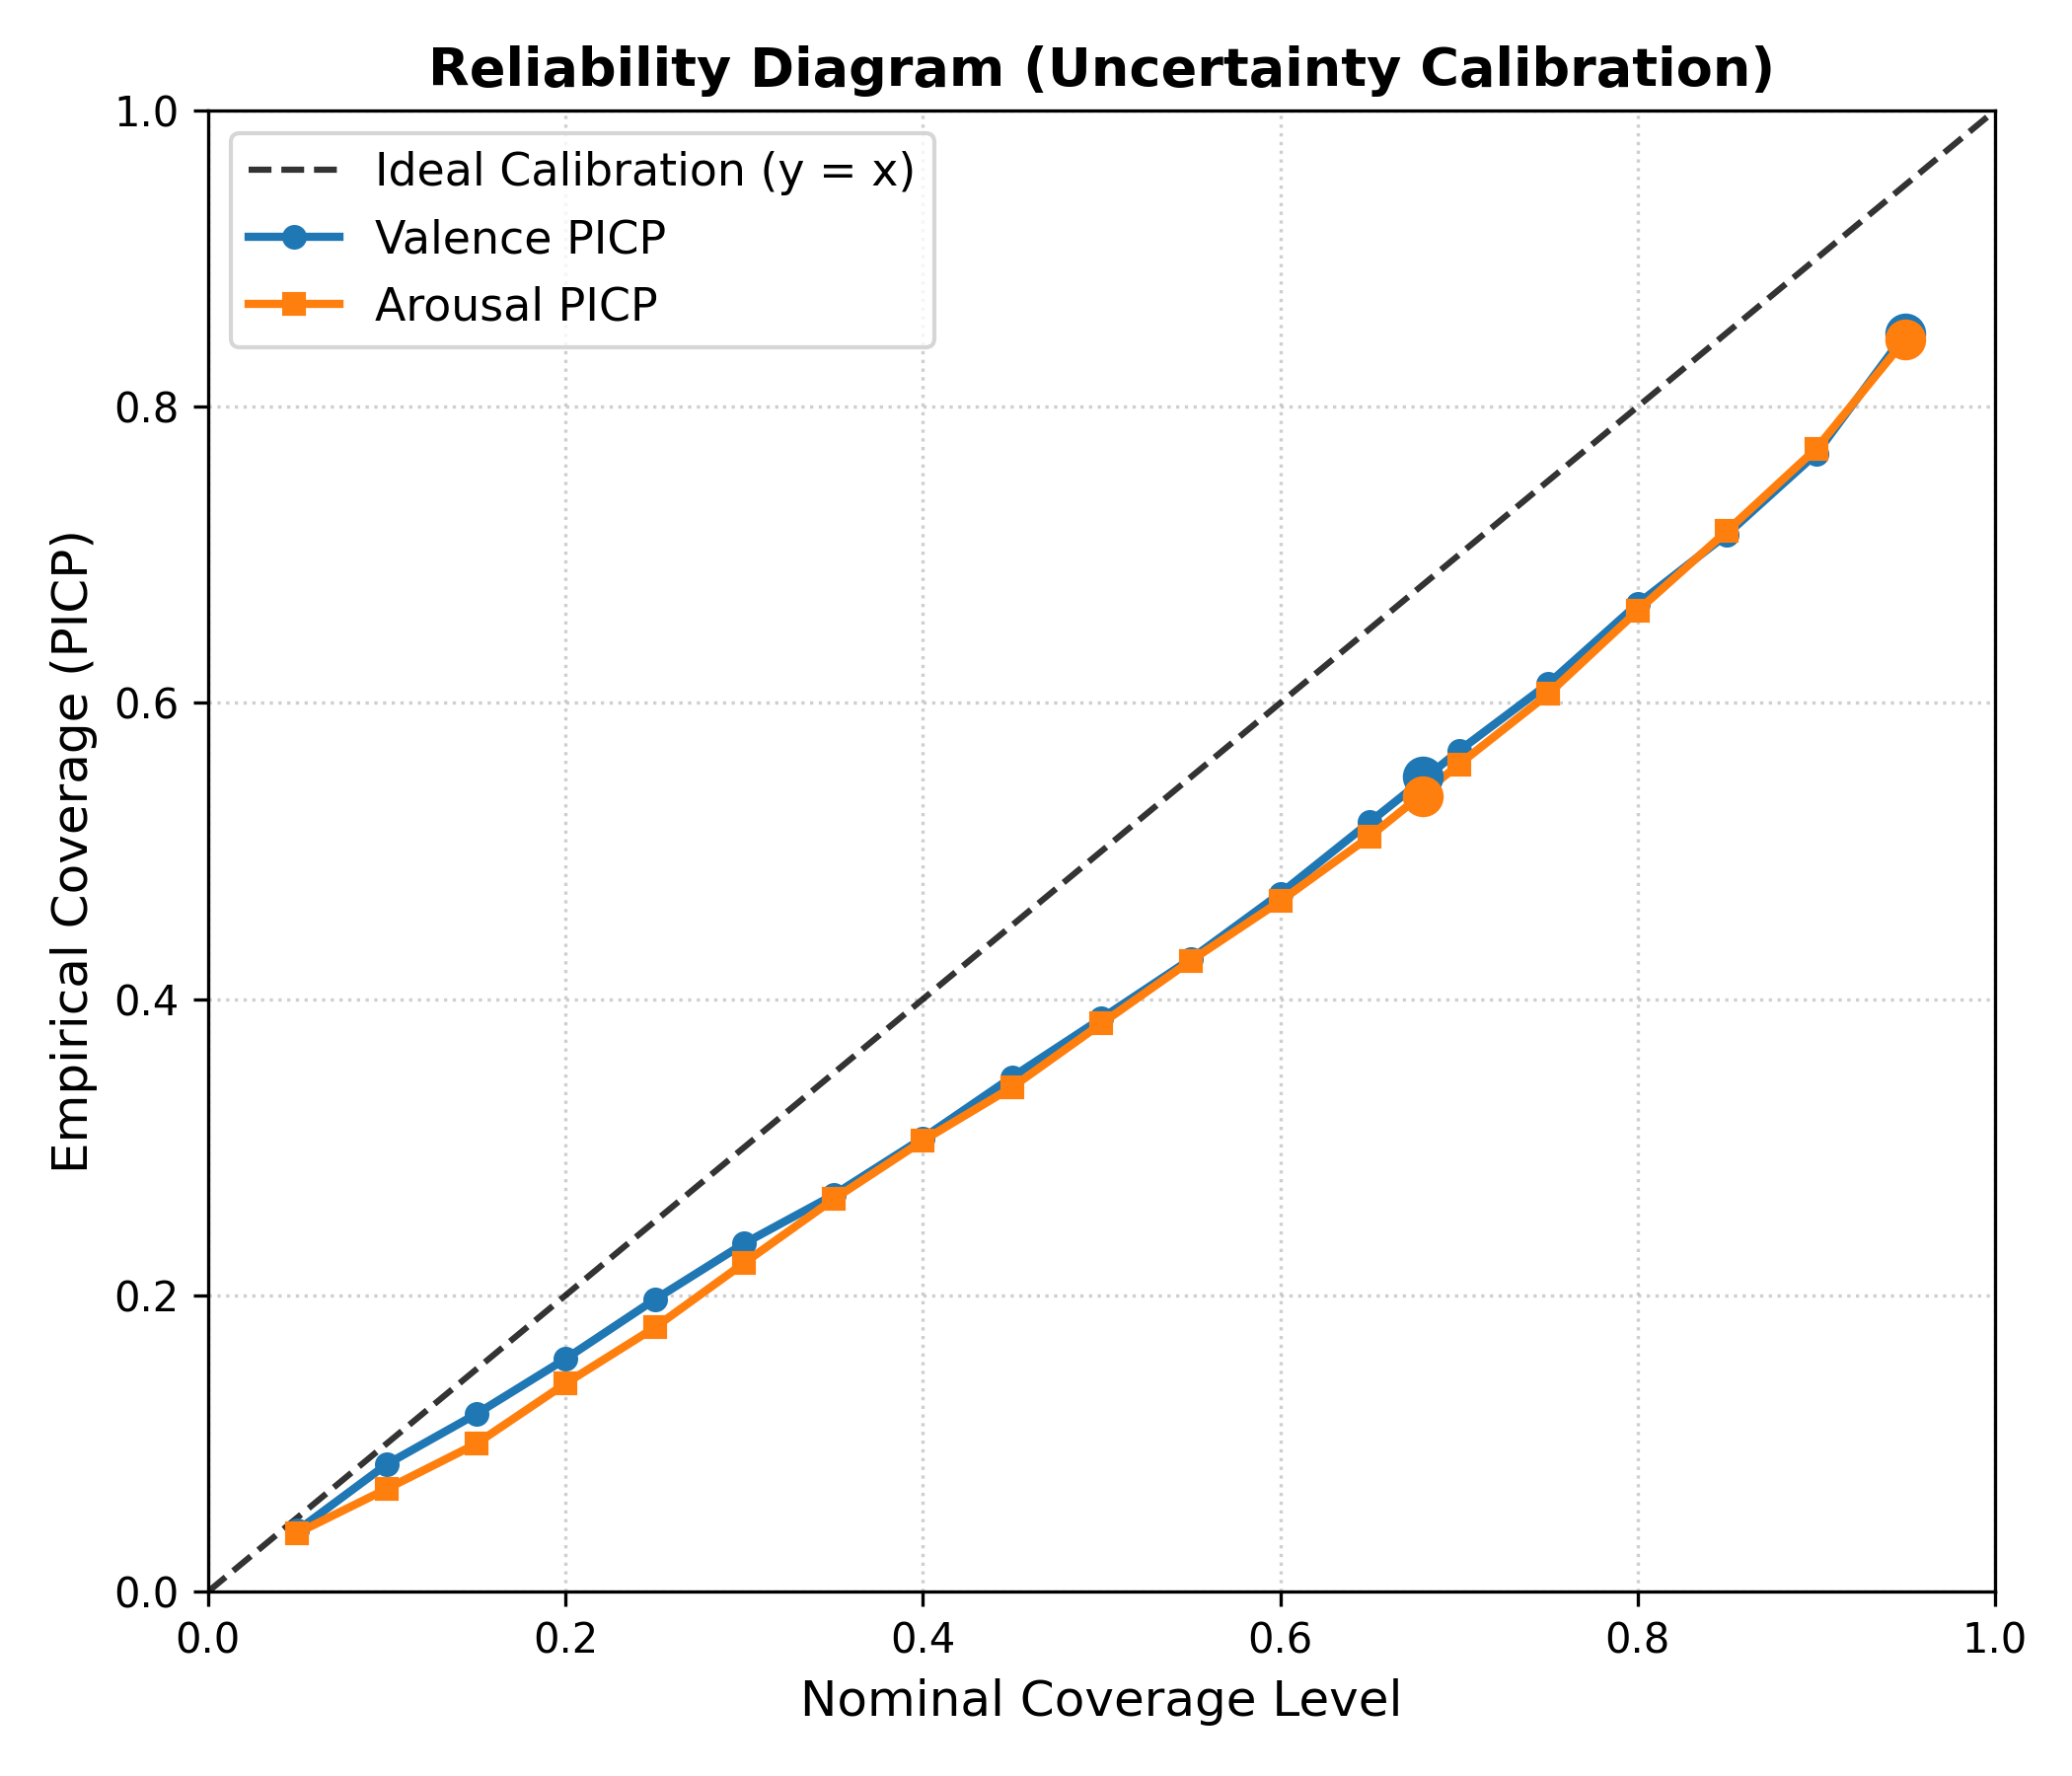 Reliability Diagram (Uncertainty Calibration)
Ideal Calibration (y = x)
Valence PICP
Arousal PICP
Empirical Coverage (PICP)
1.0
0.8
0.6
0.4
0.2
0.0
0.0 0.2 0.4 0.6 0.8 1.0
Nominal Coverage Level